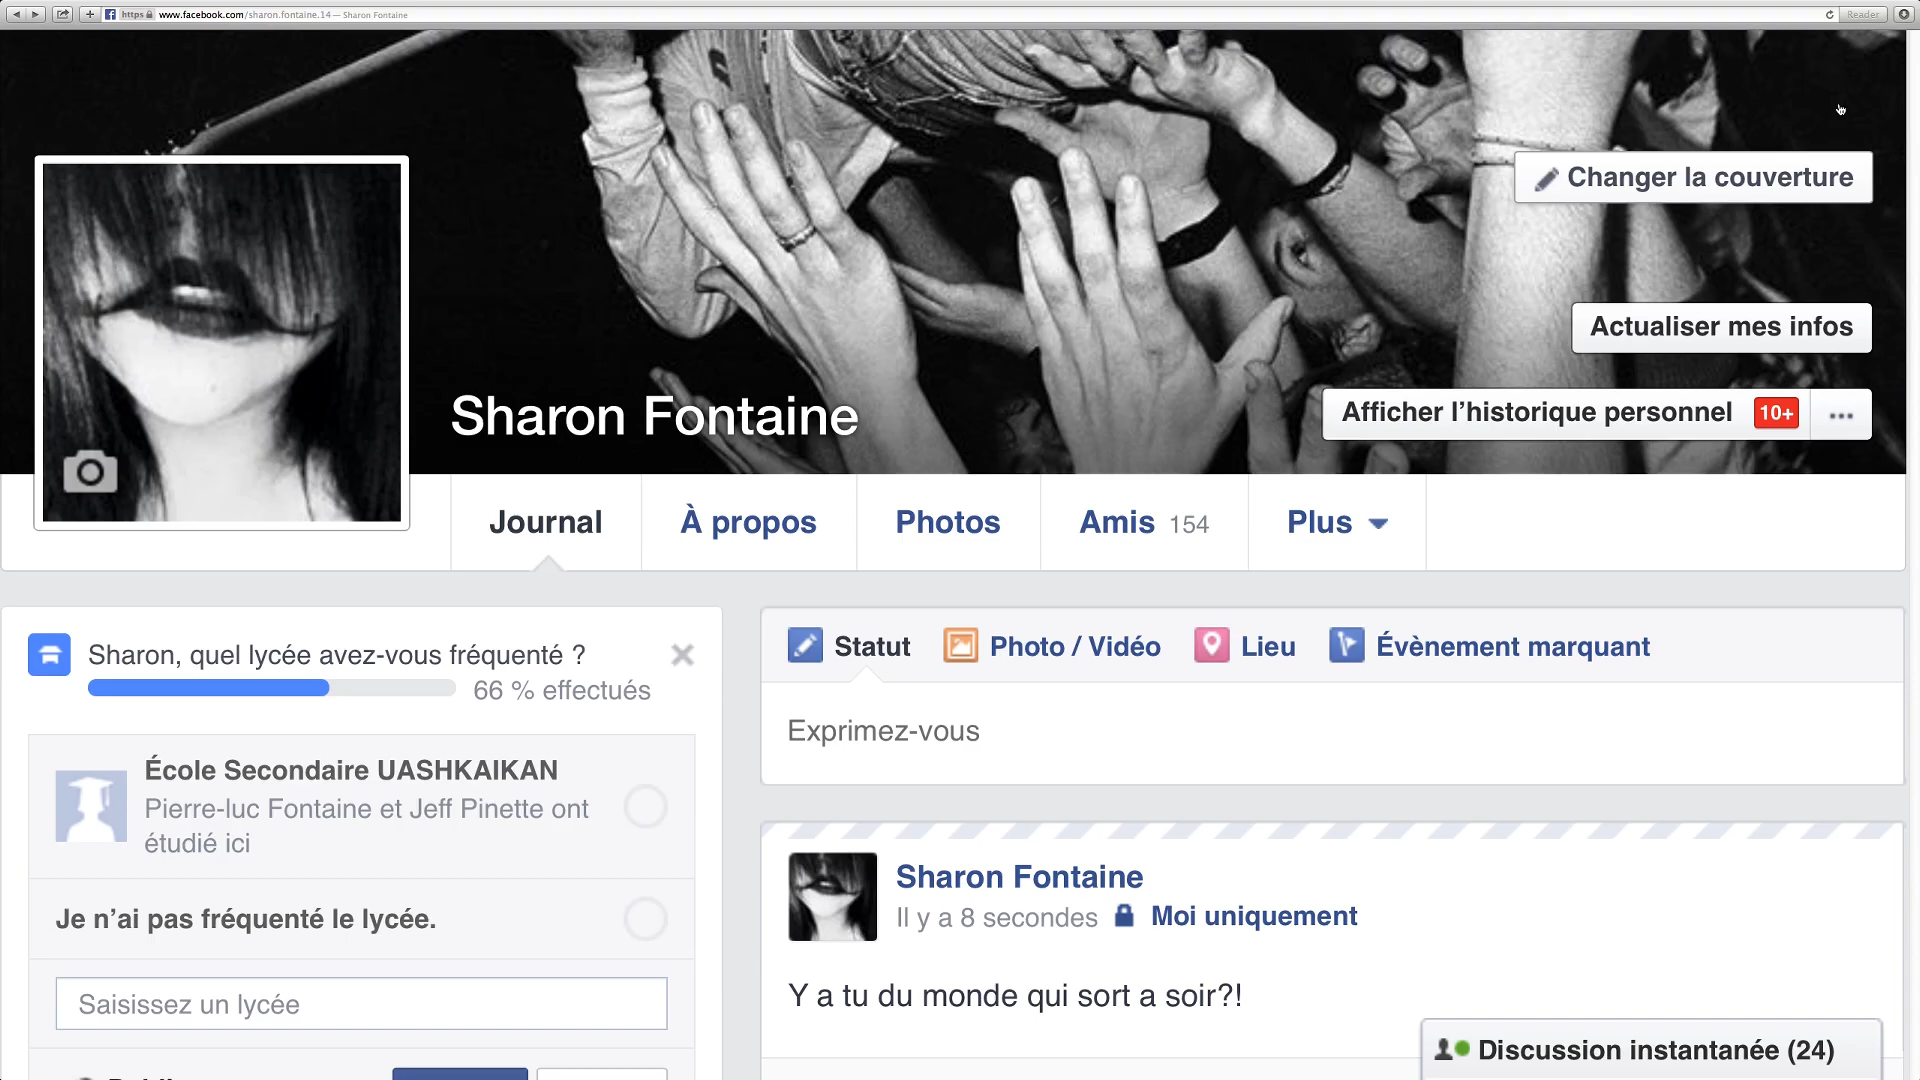 https www.facebook.com/sharon.fontaine.14 — Sharon Fontaine
Reader
Changer la couverture
Actualiser mes infos
Sharon Fontaine
Afficher l’historique personnel 10+
Journal À propos Photos Amis 154 Plus
Sharon, quel lycée avez-vous fréquenté ?
66 % effectués
École Secondaire UASHKAIKAN
Pierre-luc Fontaine et Jeff Pinette ont
étudié ici
Je n’ai pas fréquenté le lycée.
Saisissez un lycée
Statut Photo / Vidéo Lieu Évènement marquant
Exprimez-vous
Sharon Fontaine
Il y a 8 secondes Moi uniquement
Y a tu du monde qui sort a soir?!
Discussion instantanée (24)